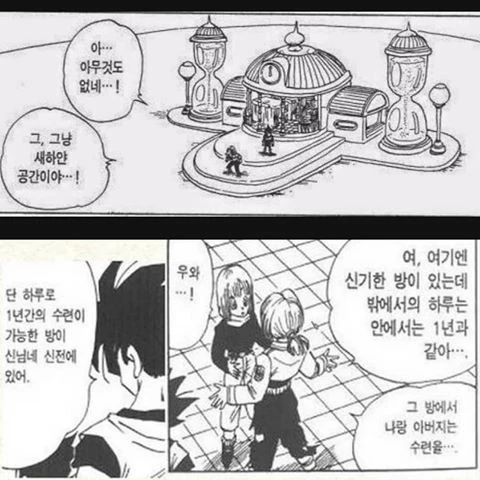 아…
아무것도
없네…!
그, 그냥
새하얀
공간이야…!
단 하루로
1년간의 수련이
가능한 방이
신님네 신전에
있어.
우와
…!
여, 여기엔
신기한 방이 있는데
밖에서의 하루는
안에서는 1년과
같아….
그 방에서
나랑 아버지는
수련을….